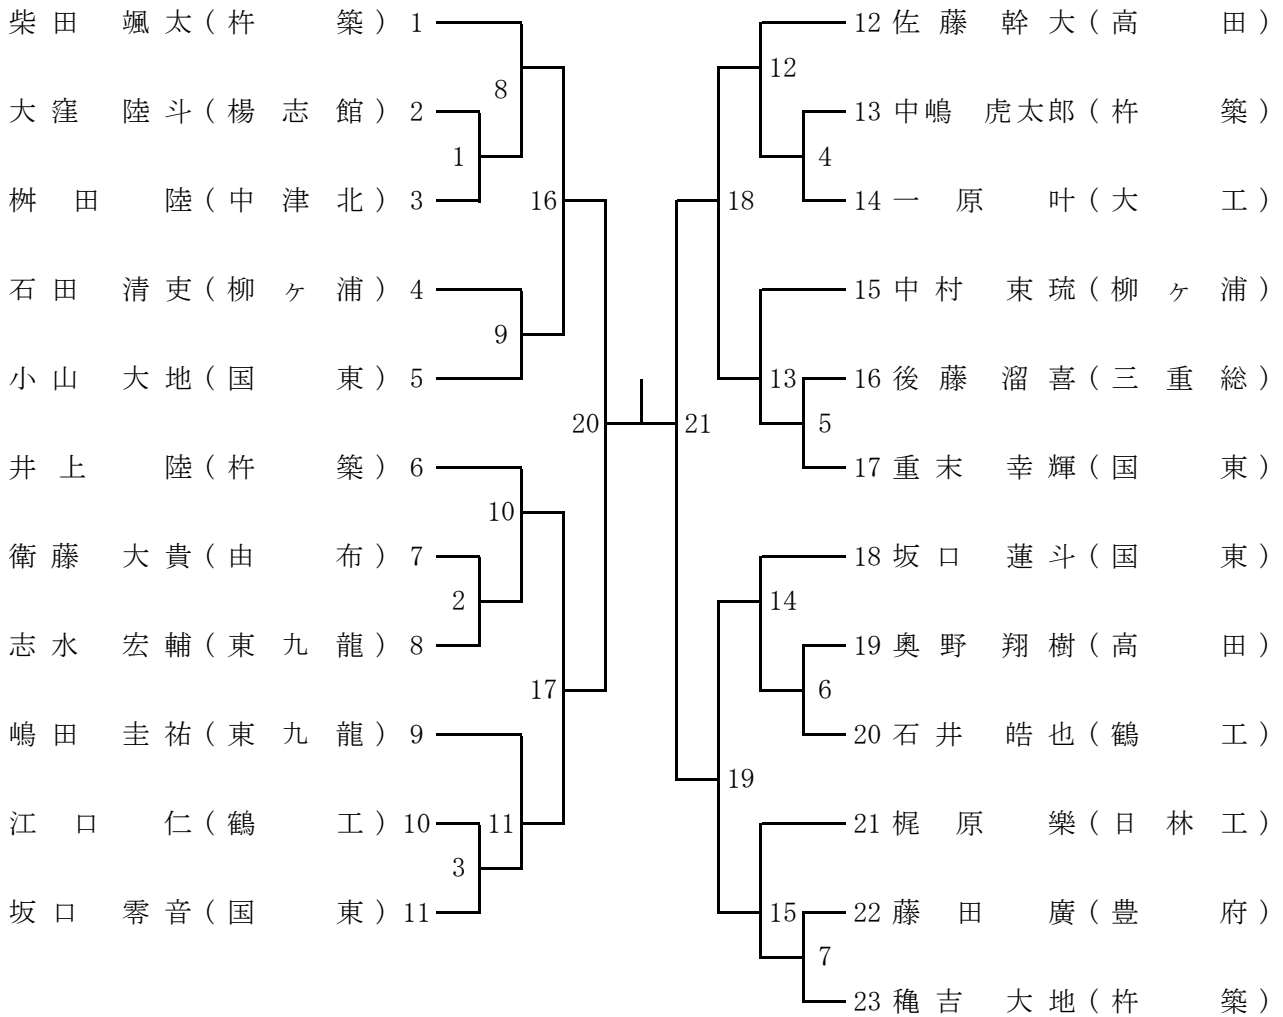 柴田 颯太(杵築) 1
8
大窪 陸斗(楊志館) 2
1
桝田 陸(中津北) 3
16
石田 清吏(柳ヶ浦) 4
9
小山 大地(国東) 5
20
井上 陸(杵築) 6
10
衛藤 大貴(由布) 7
2
志水 宏輔(東九龍) 8
17
嶋田 圭祐(東九龍) 9
江口 仁(鶴工) 10
11
3
坂口 零音(国東) 11
12 佐藤 幹大(高田)
12
13 中嶋 虎太郎(杵築)
4
14 一原 叶(大工)
18
15 中村 束琉(柳ヶ浦)
13
16 後藤 溜喜(三重総)
21
5
17 重末 幸輝(国東)
18 坂口 蓮斗(国東)
14
19 奥野 翔樹(高田)
6
20 石井 皓也(鶴工)
19
21 梶原 樂(日林工)
15
22 藤田 廣(豊府)
7
23 穐吉 大地(杵築)